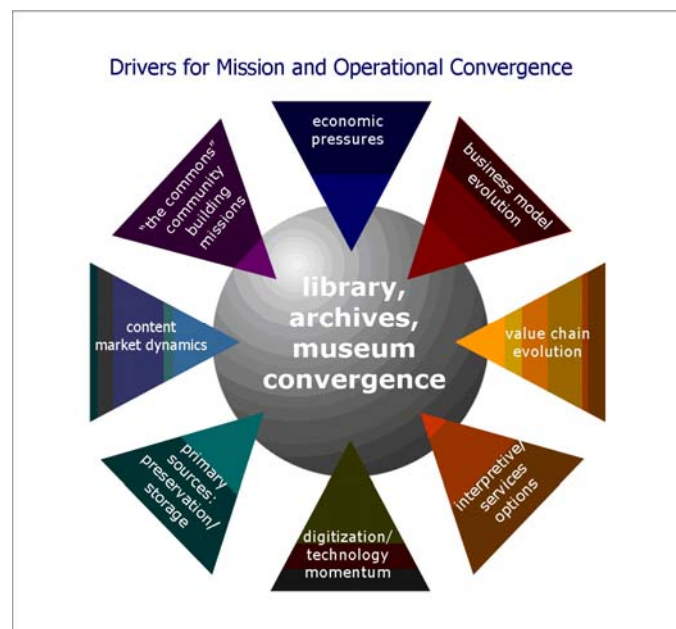 Drivers for Mission and Operational Convergence
economic
pressures
business model
evolution
value chain
evolution
interpretive/
services
options
digitization/
technology
momentum
primary
sources:
preservation/
storage
content
market dynamics
"the commons"
community
building
missions
library,
archives,
museum
convergence